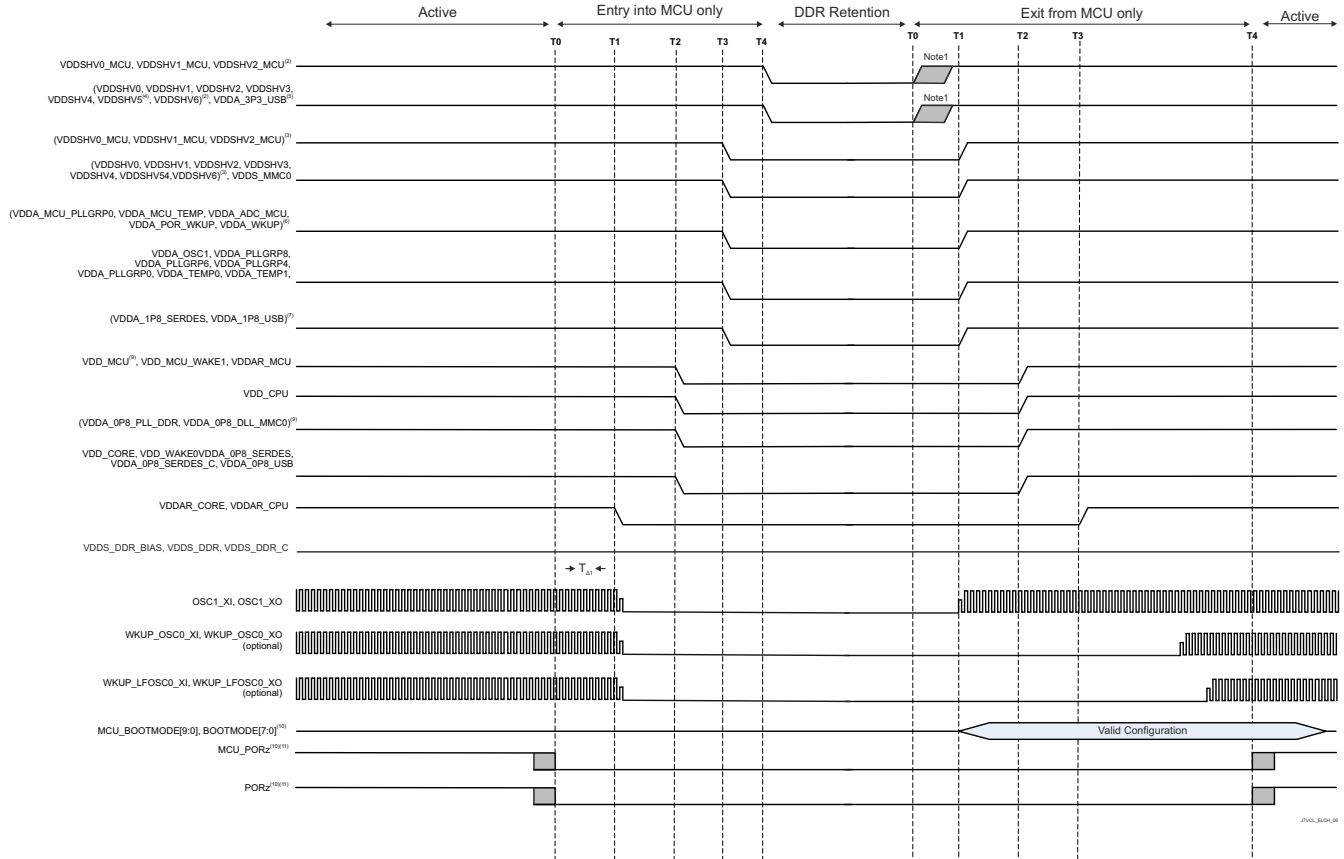 Active
Entry into MCU only
DDR Retention
Exit from MCU only
Active
T0
T1
T2
T3
T4
T0
T1
T2
T3
T4
VDDSHV0_MCU, VDDSHV1_MCU, VDDSHV2_MCU(2)
Note1
(VDDSHV0, VDDSHV1, VDDSHV2, VDDSHV3,
VDDSHV4, VDDSHV5(4), VDDSHV6)(2), VDDA_3P3_USB(5)
Note1
(VDDSHV0_MCU, VDDSHV1_MCU, VDDSHV2_MCU)(3)
(VDDSHV0, VDDSHV1, VDDSHV2, VDDSHV3,
VDDSHV4, VDDSHV54,VDDSHV6)(3), VDDS_MMC0
(VDDA_MCU_PLLGRP0, VDDA_MCU_TEMP, VDDA_ADC_MCU,
VDDA_POR_WKUP, VDDA_WKUP)(6)
VDDA_OSC1, VDDA_PLLGRP8,
VDDA_PLLGRP6, VDDA_PLLGRP4,
VDDA_PLLGRP0, VDDA_TEMP0, VDDA_TEMP1,
(VDDA_1P8_SERDES, VDDA_1P8_USB)(7)
VDD_MCU(9), VDD_MCU_WAKE1, VDDAR_MCU
VDD_CPU
(VDDA_0P8_PLL_DDR, VDDA_0P8_DLL_MMC0)(9)
VDD_CORE, VDD_WAKE0VDDA_0P8_SERDES,
VDDA_0P8_SERDES_C, VDDA_0P8_USB
VDDAR_CORE, VDDAR_CPU
VDDS_DDR_BIAS, VDDS_DDR, VDDS_DDR_C
TΔ1
OSC1_XI, OSC1_XO
WKUP_OSC0_XI, WKUP_OSC0_XO
(optional)
WKUP_LFOSC0_XI, WKUP_LFOSC0_XO
(optional)
MCU_BOOTMODE[9:0], BOOTMODE[7:0](10)
Valid Configuration
MCU_PORz(10)(11)
PORz(10)(11)
J7VCL_ELCH_06